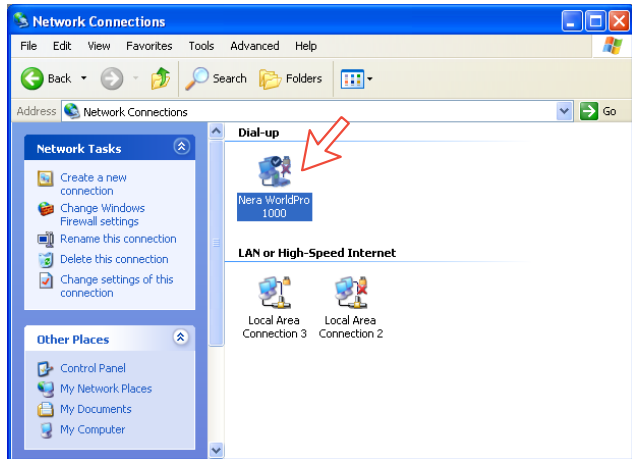 Network Connections
File Edit View Favorites Tools Advanced Help
Back Search Folders
Address Network Connections Go
Network Tasks
Create a new
connection
Change Windows
Firewall settings
Rename this connection
Delete this connection
Change settings of this
connection
Other Places
Control Panel
My Network Places
My Documents
My Computer
Dial-up
Nera WorldPro
1000
LAN or High-Speed Internet
Local Area
Connection 3
Local Area
Connection 2